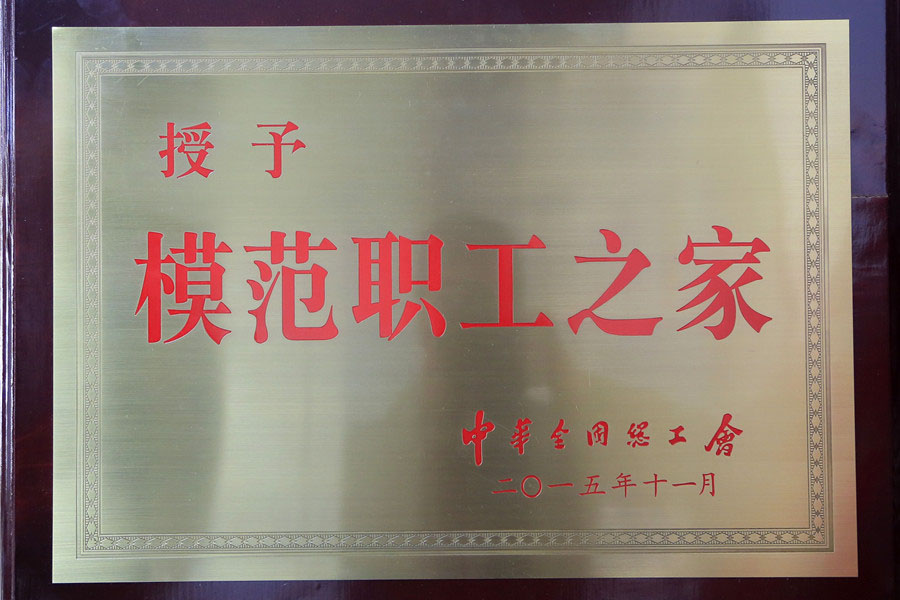 授予
模范职工之家
中华全国总工會
二〇一五年十一月